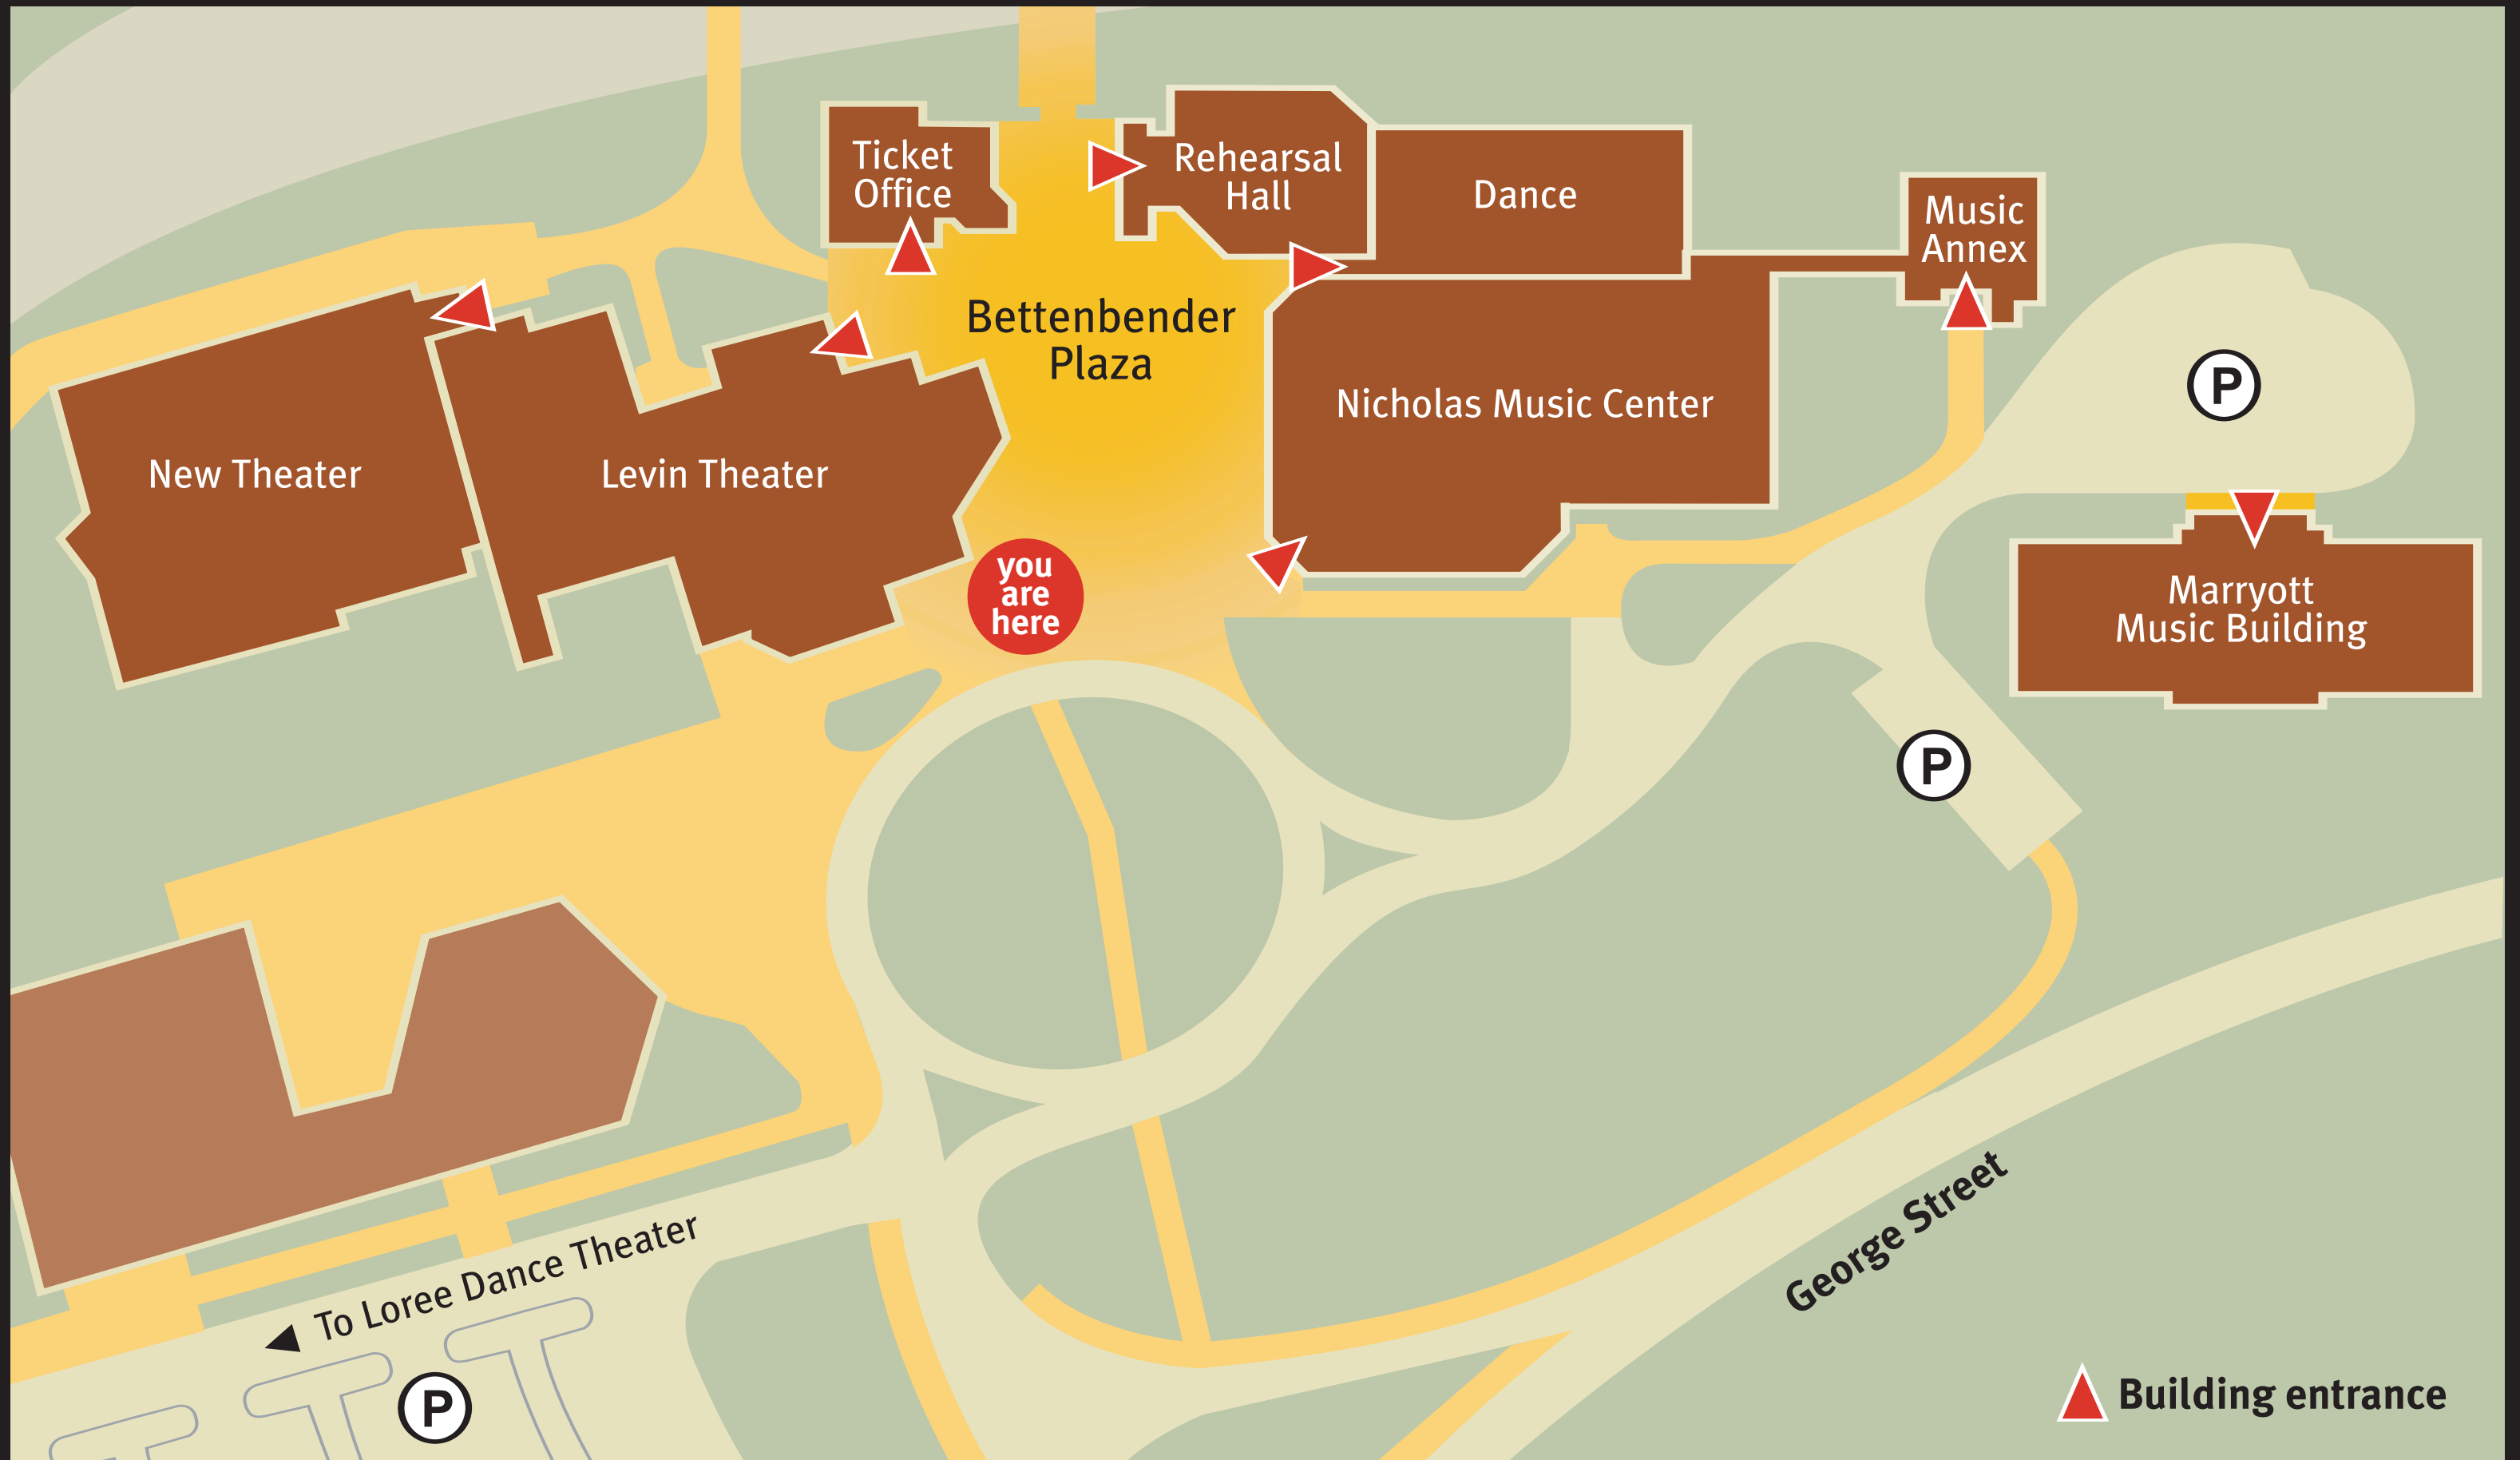 Ticket
Office
Rehearsal
Hall
Dance
Music
Annex
Bettenbender
Plaza
P
Nicholas Music Center
New Theater
Levin Theater
you
are
here
Marryott
Music Building
P
George Street
To Loree Dance Theater
P
Building entrance